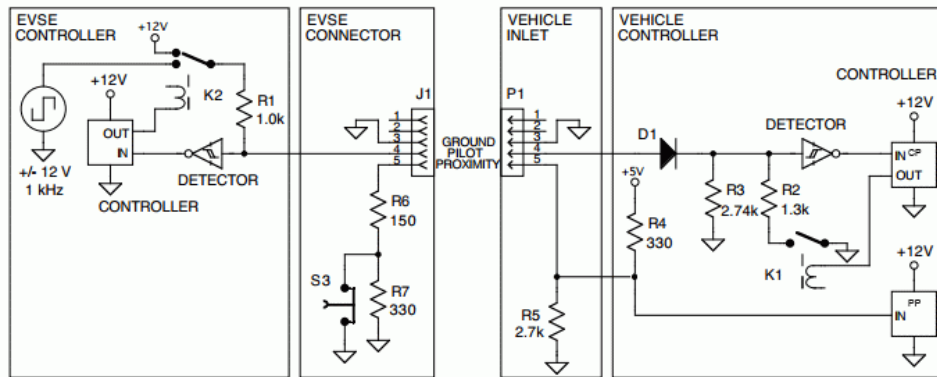 EVSE
CONTROLLER
+12V
+12V
K2
R1
1.0k
OUT
IN
DETECTOR
+/- 12 V
1 kHz
CONTROLLER
EVSE
CONNECTOR
J1
1
2
3
4
5
GROUND
PILOT
PROXIMITY
R6
150
S3
R7
330
VEHICLE
INLET
P1
1
2
3
4
5
R5
2.7k
VEHICLE
CONTROLLER
CONTROLLER
+12V
D1
DETECTOR
IN CP
OUT
+5V
R4
330
R3
2.74k
R2
1.3k
K1
+12V
PP
IN